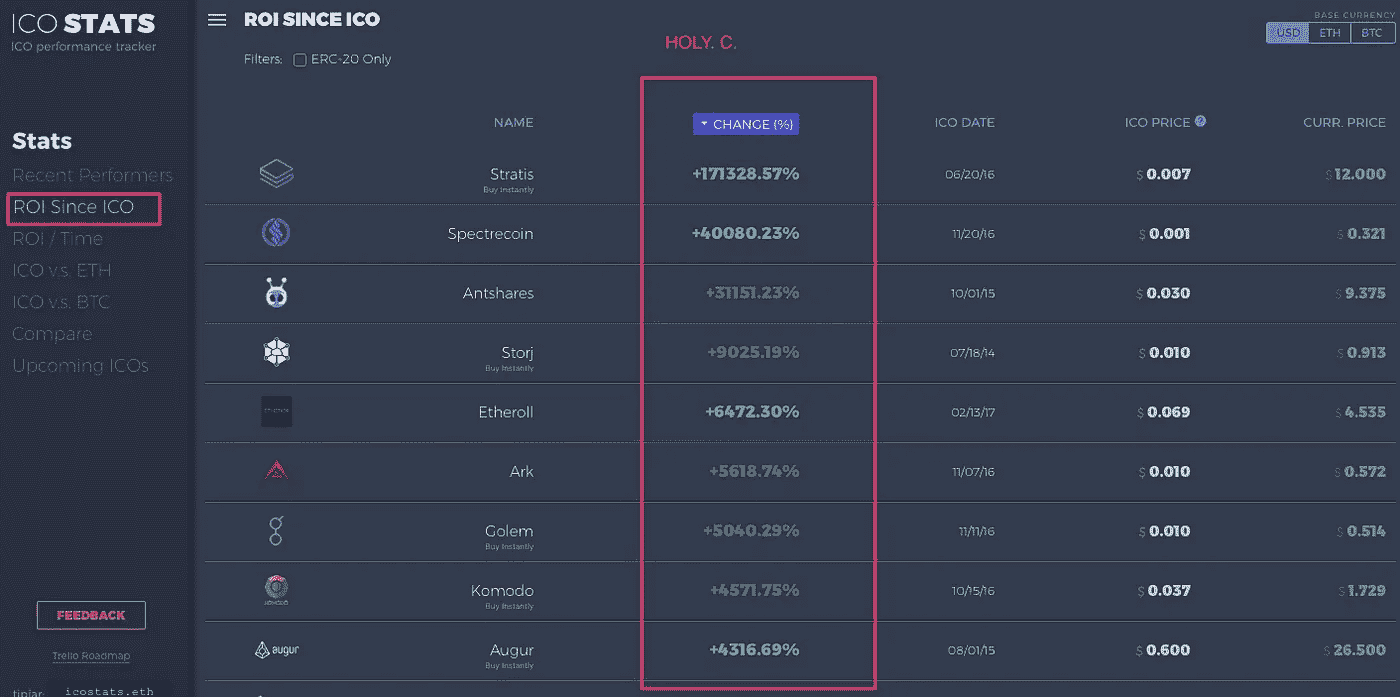 ICO STATS
ICO performance tracker
ROI SINCE ICO
HOLY. C.
BASE CURRENCY
USD ETH BTC
Filters: ERC-20 Only
Stats
Recent Performers
ROI Since ICO
ROI / Time
ICO v.s. ETH
ICO v.s. BTC
Compare
Upcoming ICOs
FEEDBACK
Trello Roadmap
tipjar: icostats.eth
NAME CHANGE (%) ICO DATE ICO PRICE ? CURR. PRICE
Stratis +171328.57% 06/20/16 $ 0.007 $ 12.000
Buy Instantly
Spectrecoin +40080.23% 11/20/16 $ 0.001 $ 0.321
Antshares +31151.23% 10/01/15 $ 0.030 $ 9.375
Storj +9025.19% 07/18/14 $ 0.010 $ 0.913
Buy Instantly
Etheroll +6472.30% 02/13/17 $ 0.069 $ 4.535
Ark +5618.74% 11/07/16 $ 0.010 $ 0.572
Golem +5040.29% 11/11/16 $ 0.010 $ 0.514
Buy Instantly
KOMODO
Komodo +4571.75% 10/15/16 $ 0.037 $ 1.729
Buy Instantly
augur
Augur +4316.69% 08/01/15 $ 0.600 $ 26.500
Buy Instantly